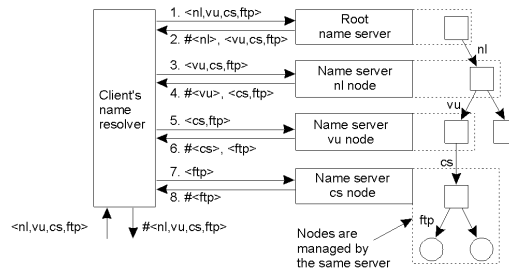 1. <nl,vu,cs,ftp>
2. #<nl>, <vu,cs,ftp>
3. <vu,cs,ftp>
4. #<vu>, <cs,ftp>
5. <cs,ftp>
6. #<cs>, <ftp>
7. <ftp>
8. #<ftp>
Client's
name
resolver
<nl,vu,cs,ftp>
#<nl,vu,cs,ftp>
Root
name server
Name server
nl node
Name server
vu node
Name server
cs node
nl
vu
cs
ftp
Nodes are
managed by
the same server